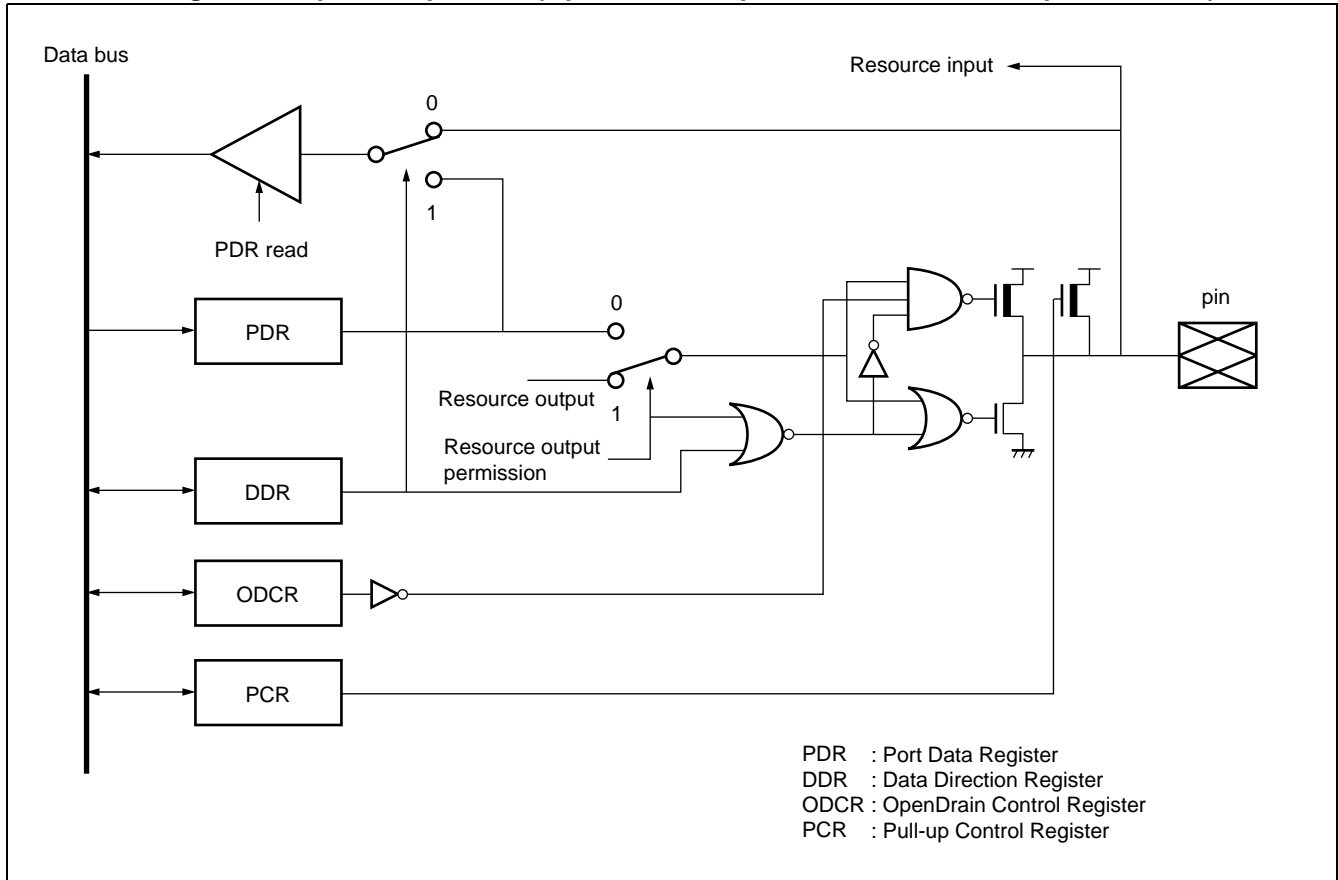 Data bus
Resource input
0
1
PDR read
PDR
0
pin
Resource output
1
Resource output
permission
DDR
ODCR
PCR
PDR : Port Data Register
DDR : Data Direction Register
ODCR : OpenDrain Control Register
PCR : Pull-up Control Register